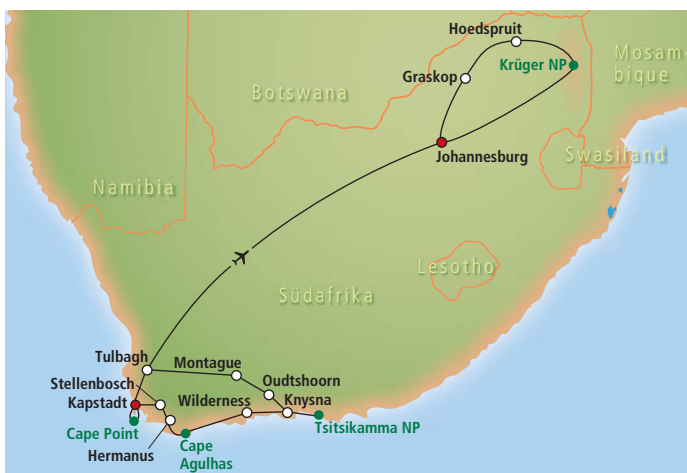 Hoedspruit
Mosam-
bique
Krüger NP
Graskop
Botswana
Johannesburg
Swasiland
Namibia
Lesotho
Südafrika
Tulbagh
Montague
Stellenbosch
Oudtshoorn
Kapstadt
Wilderness
Knysna
Cape Point
Tsitsikamma NP
Hermanus
Cape
Agulhas